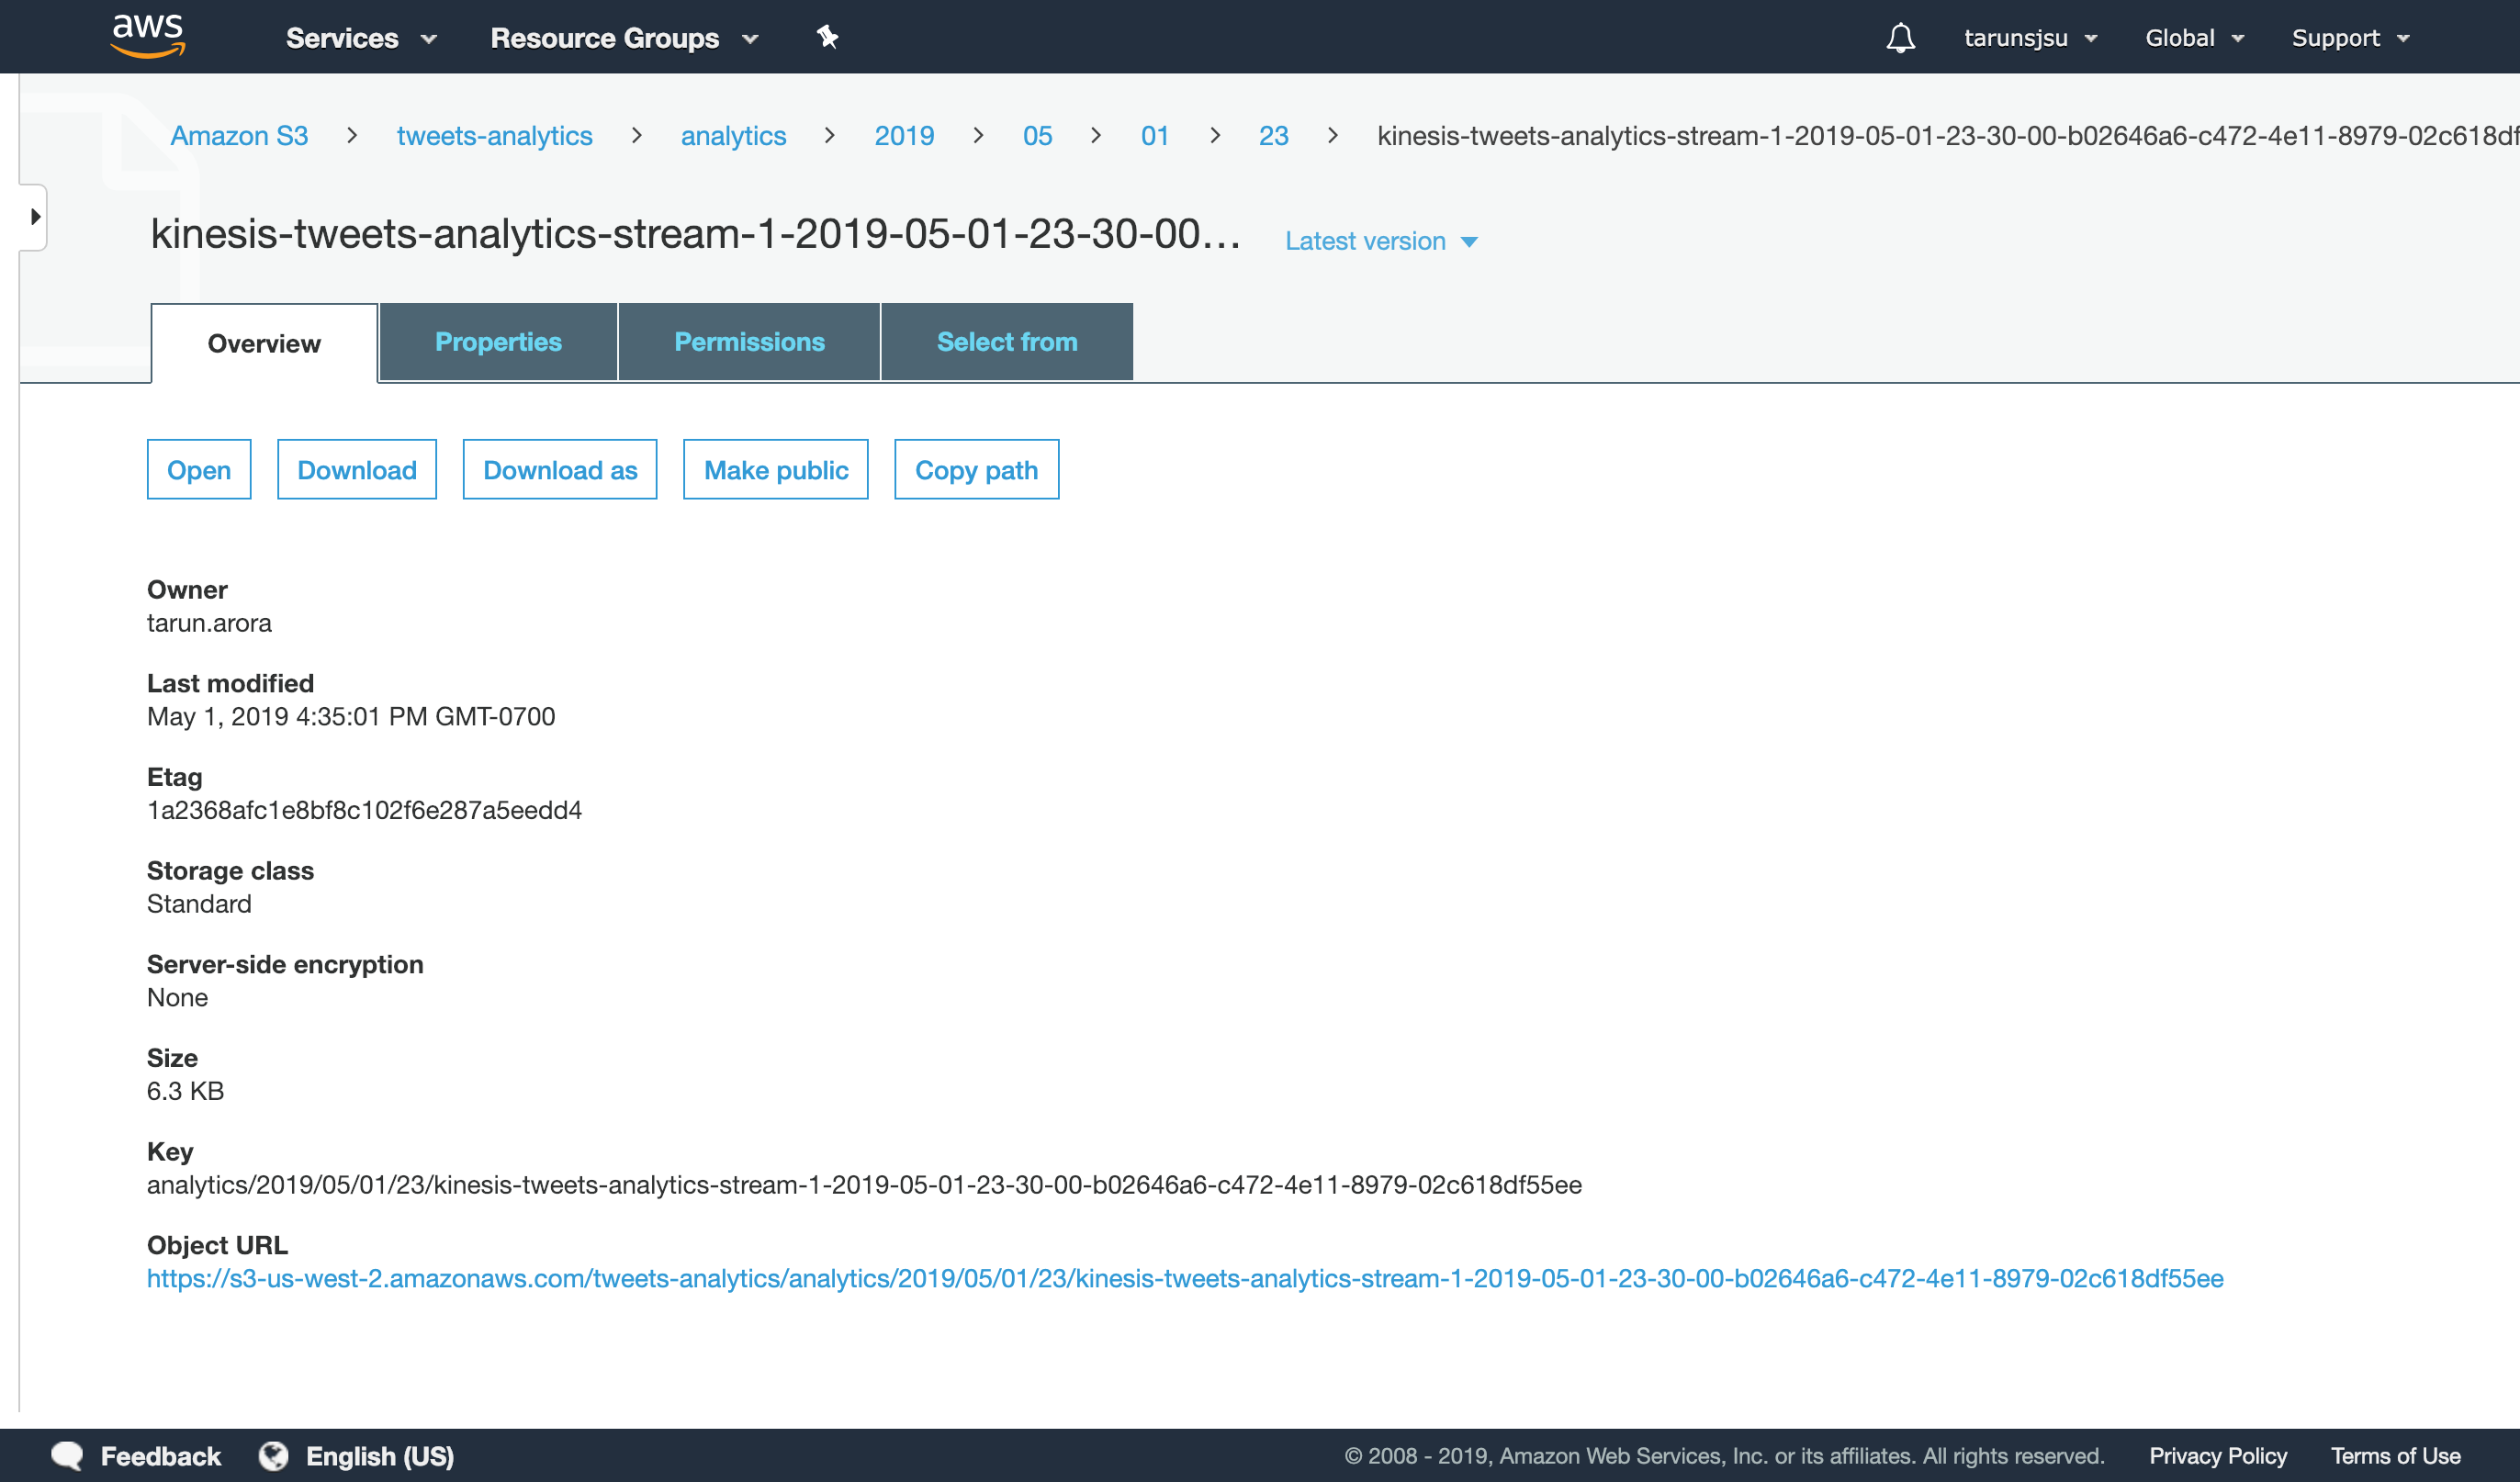 aws Services Resource Groups tarunsjsu Global Support
Amazon S3 > tweets-analytics > analytics > 2019 > 05 > 01 > 23 > kinesis-tweets-analytics-stream-1-2019-05-01-23-30-00-b02646a6-c472-4e11-8979-02c618df
kinesis-tweets-analytics-stream-1-2019-05-01-23-30-00... Latest version
Overview Properties Permissions Select from
Open Download Download as Make public Copy path
Owner
tarun.arora
Last modified
May 1, 2019 4:35:01 PM GMT-0700
Etag
1a2368afc1e8bf8c102f6e287a5eedd4
Storage class
Standard
Server-side encryption
None
Size
6.3 KB
Key
analytics/2019/05/01/23/kinesis-tweets-analytics-stream-1-2019-05-01-23-30-00-b02646a6-c472-4e11-8979-02c618df55ee
Object URL
https://s3-us-west-2.amazonaws.com/tweets-analytics/analytics/2019/05/01/23/kinesis-tweets-analytics-stream-1-2019-05-01-23-30-00-b02646a6-c472-4e11-8979-02c618df55ee
Feedback English (US) © 2008 - 2019, Amazon Web Services, Inc. or its affiliates. All rights reserved. Privacy Policy Terms of Use